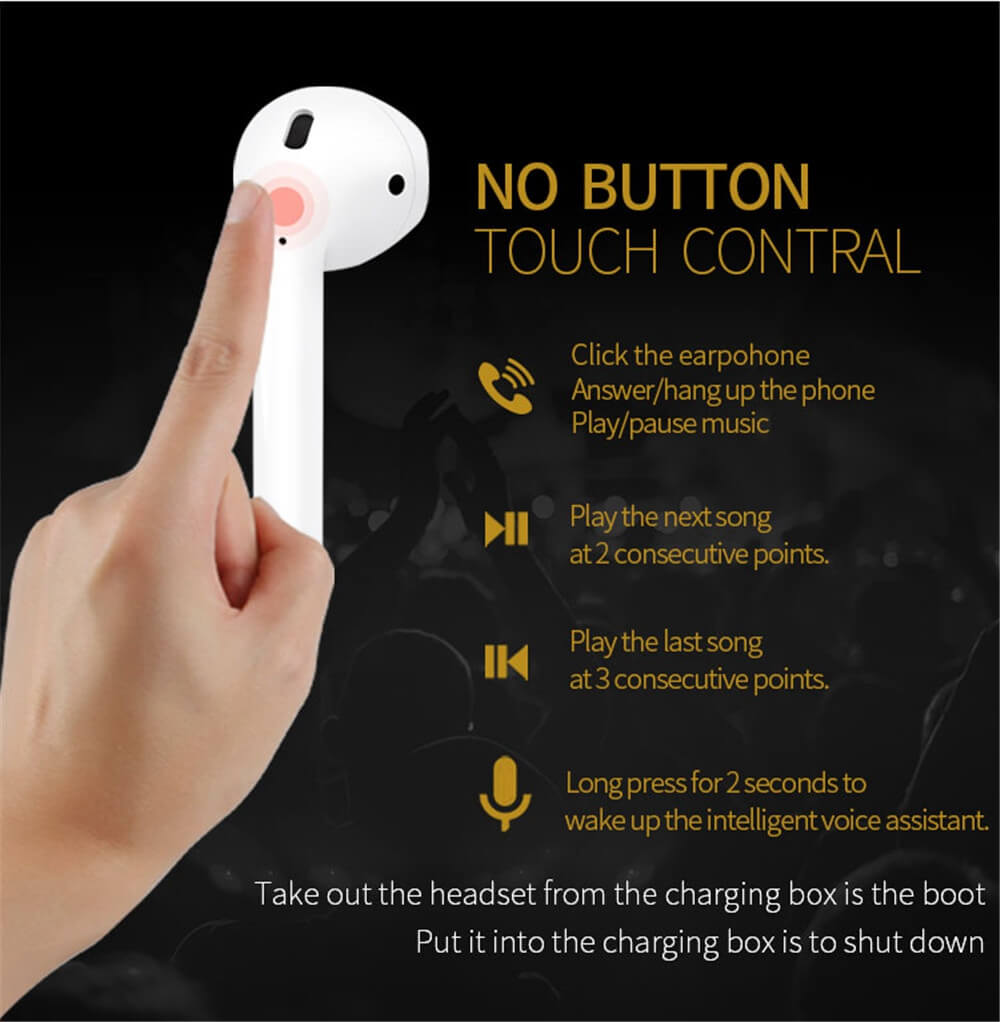 NO BUTTON
TOUCH CONTRAL
Click the earpohone
Answer/hang up the phone
Play/pause music
Play the next song
at 2 consecutive points.
Play the last song
at 3 consecutive points.
Long press for 2 seconds to
wake up the intelligent voice assistant.
Take out the headset from the charging box is the boot
Put it into the charging box is to shut down